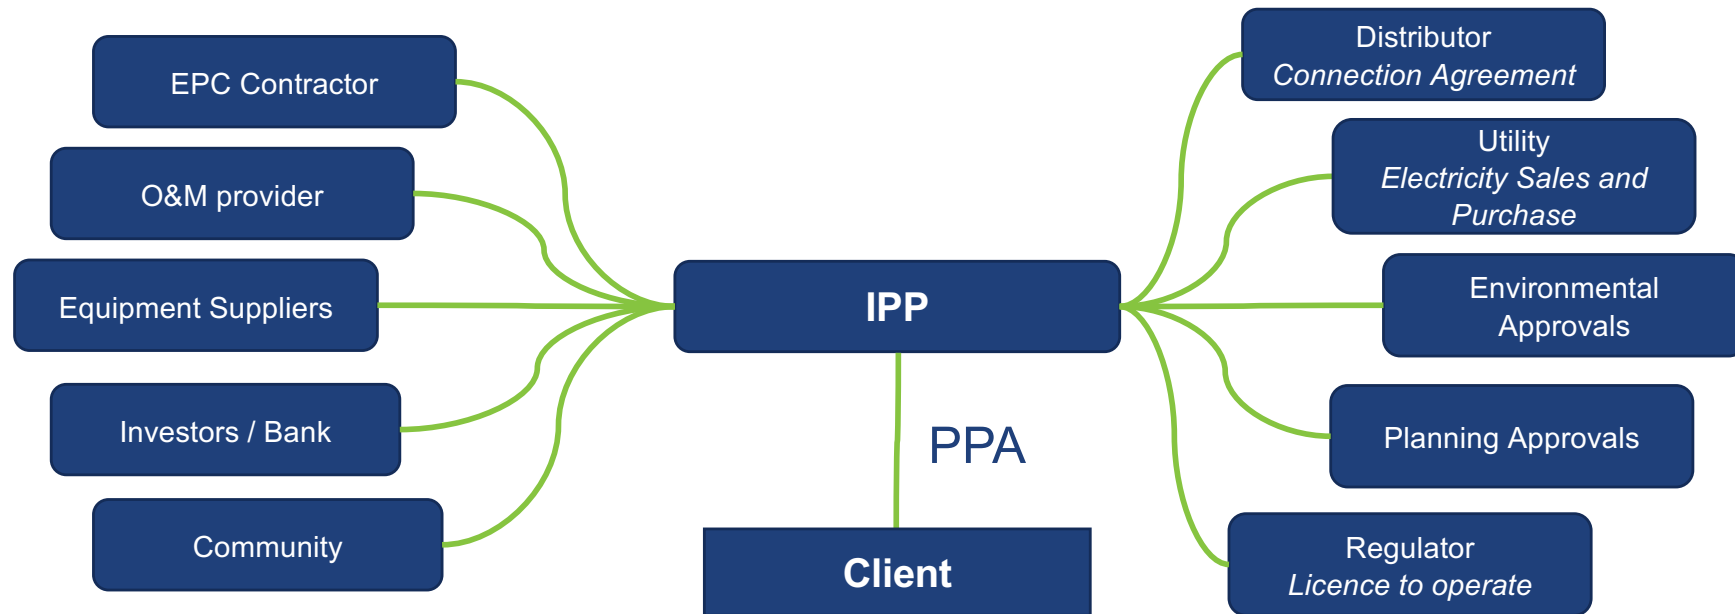 EPC Contractor
O&M provider
Equipment Suppliers
Investors / Bank
Community
IPP
PPA
Client
Distributor
Connection Agreement
Utility
Electricity Sales and
Purchase
Environmental
Approvals
Planning Approvals
Regulator
Licence to operate